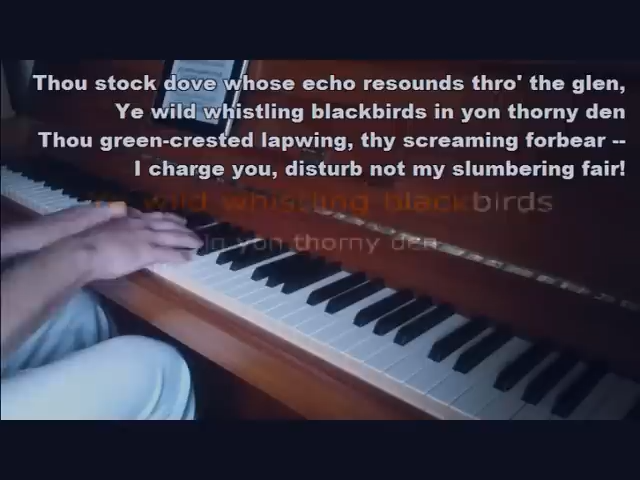 Thou stock dove whose echo resounds thro' the glen,
Ye wild whistling blackbirds in yon thorny den
Thou green-crested lapwing, thy screaming forbear --
I charge you, disturb not my slumbering fair!
Ye wild whistling blackbirds
In yon thorny den